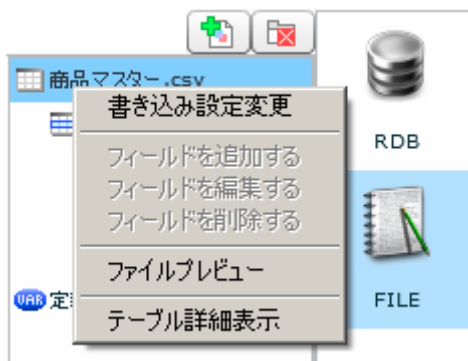 商品マスター.csv
書き込み設定変更
フィールドを追加する
フィールドを編集する
フィールドを削除する
ファイルプレビュー
テーブル詳細表示
VAR 定
RDB
FILE